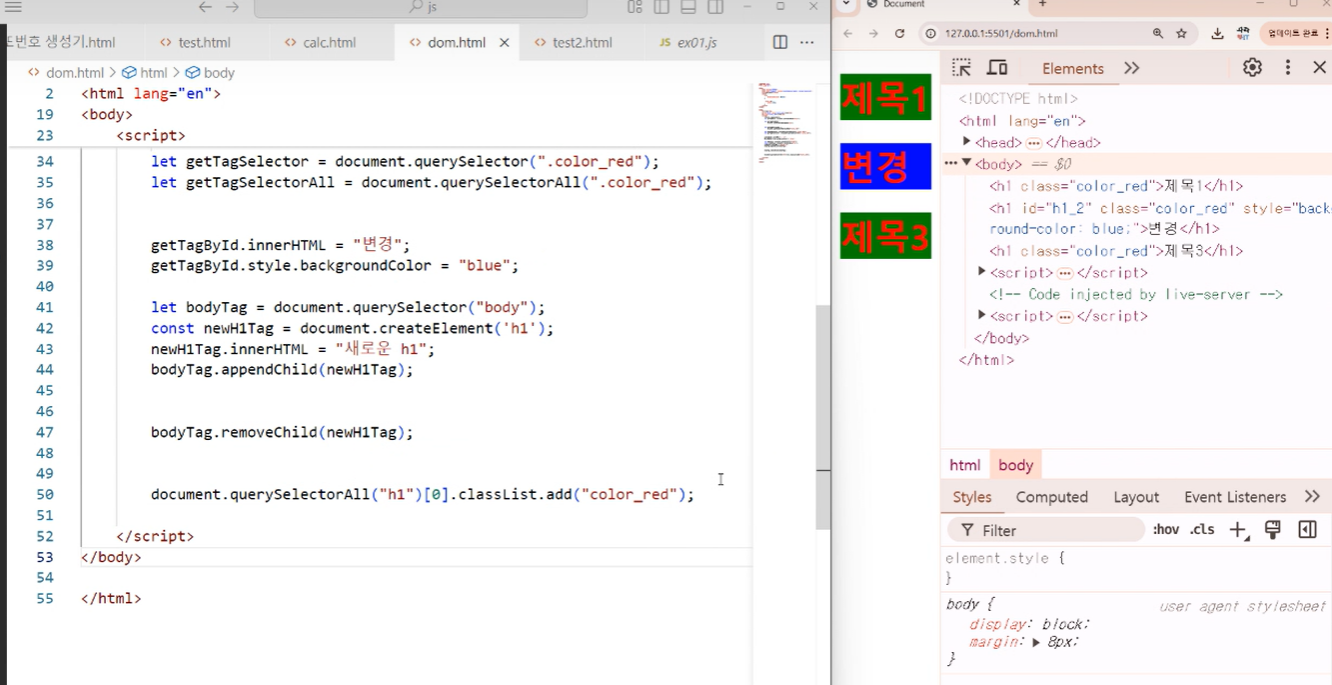 js
또번호 생성기.html
test.html
calc.html
dom.html
test2.html
JS ex01.js
dom.html > html > body
2 <html lang="en">
19 <body>
23 <script>
34 let getTagSelector = document.querySelector(".color_red");
35 let getTagSelectorAll = document.querySelectorAll(".color_red");
36
37
38 getTagById.innerHTML = "변경";
39 getTagById.style.backgroundColor = "blue";
40
41 let bodyTag = document.querySelector("body");
42 const newH1Tag = document.createElement('h1');
43 newH1Tag.innerHTML = "새로운 h1";
44 bodyTag.appendChild(newH1Tag);
45
46
47 bodyTag.removeChild(newH1Tag);
48
49
50 document.querySelectorAll("h1")[0].classList.add("color_red");
51
52 </script>
53 </body>
54
55 </html>
Document
127.0.0.1:5501/dom.html
업데이트 완료
제목1
변경
제목3
Elements
<!DOCTYPE html>
<html lang="en">
<head> ... </head>
<body> == $0
<h1 class="color_red">제목1</h1>
<h1 id="h1_2" class="color_red" style="back
round-color: blue;">변경</h1>
<h1 class="color_red">제목3</h1>
<script> ... </script>
<!-- Code injected by live-server -->
<script> ... </script>
</body>
</html>
html body
Styles Computed Layout Event Listeners
Filter :hov .cls
element.style {
}
body { user agent stylesheet
display: block;
margin: 8px;
}